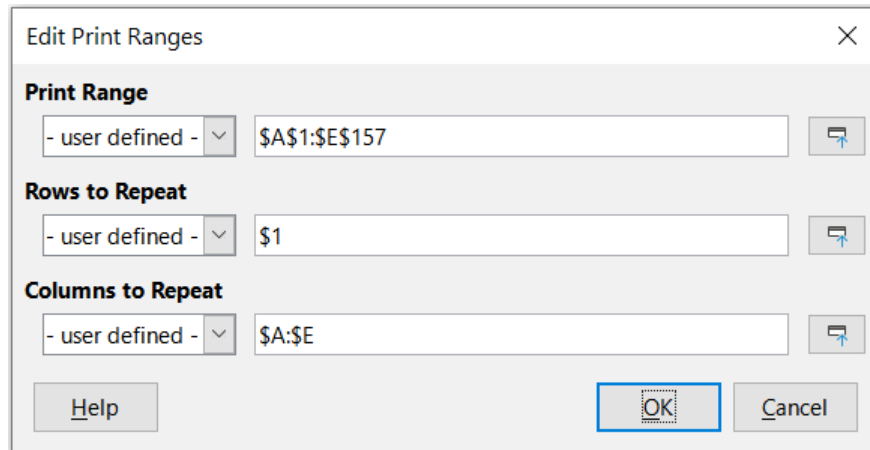 Edit Print Ranges
Print Range
- user defined - $A$1:$E$157
Rows to Repeat
- user defined - $1
Columns to Repeat
- user defined - $A:$E
Help OK Cancel